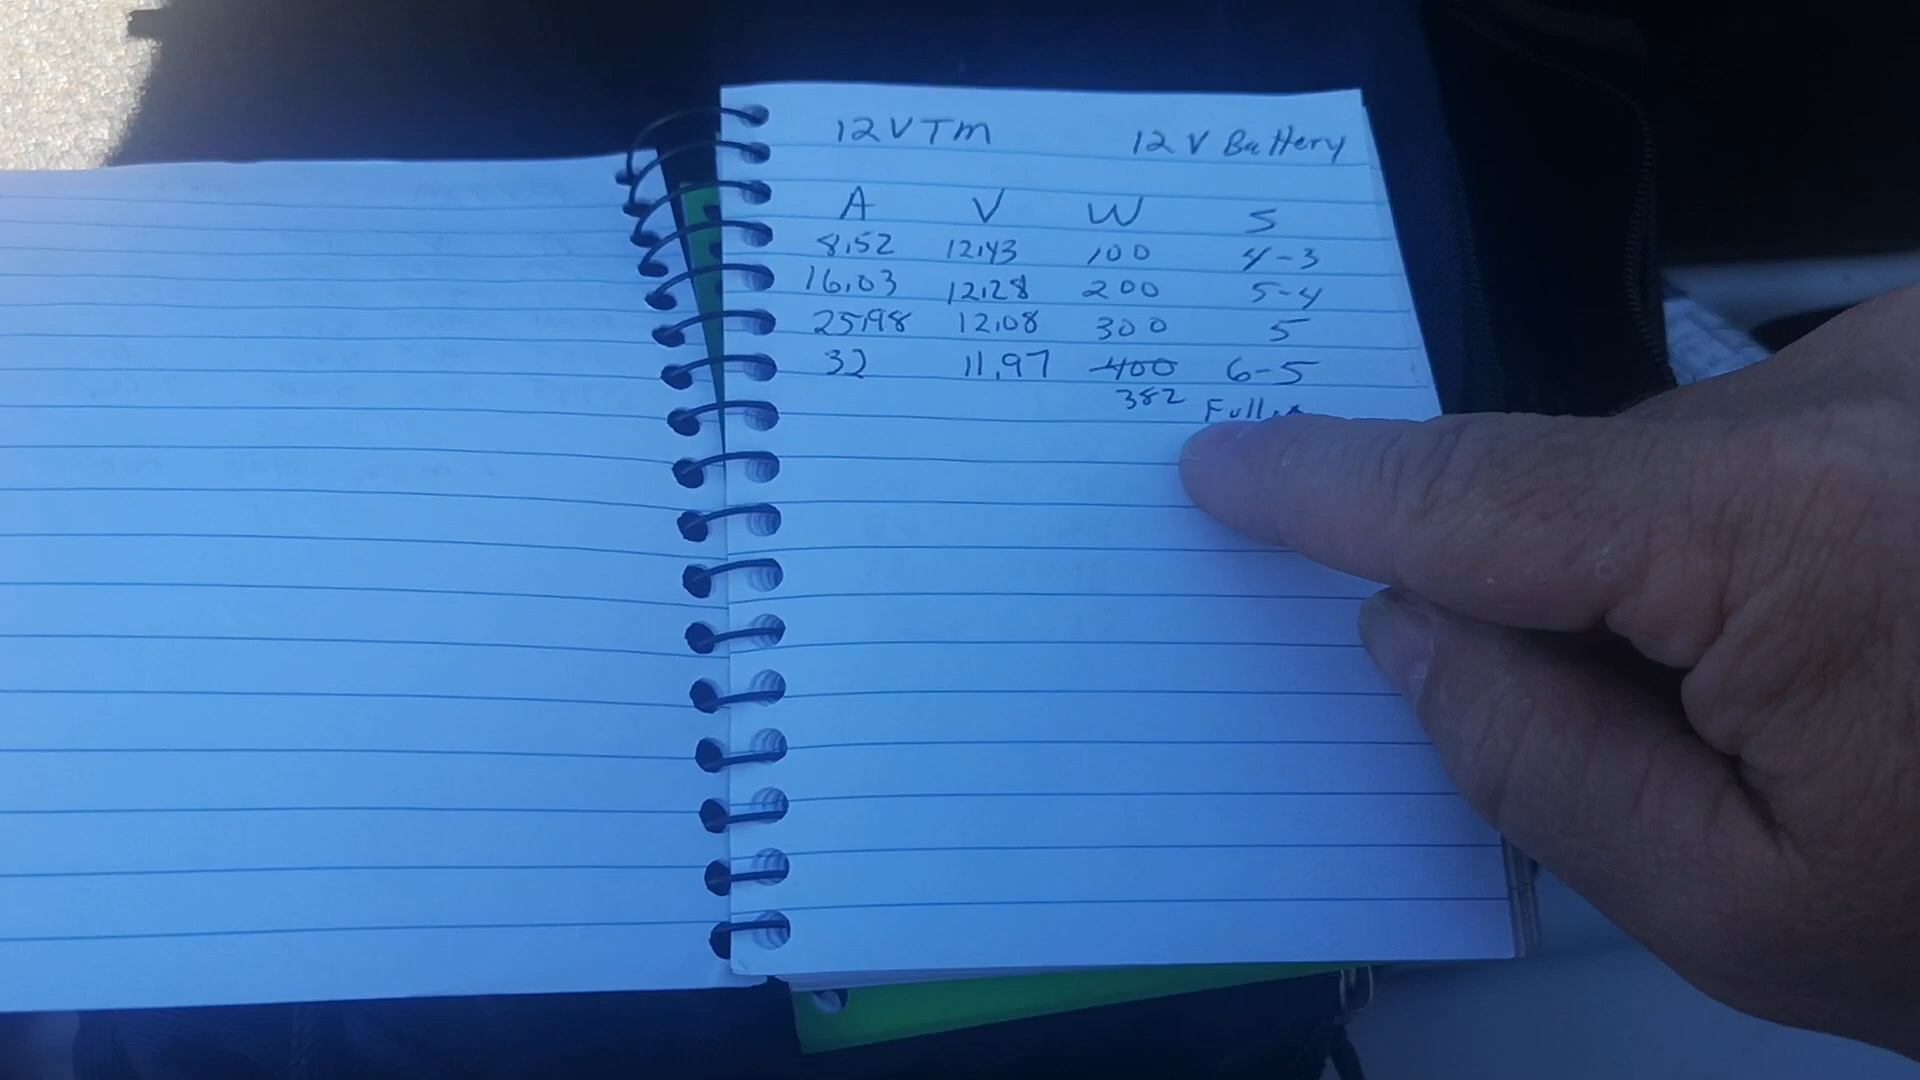 12VTM 12V Battery
A V W S
8.52 12.43 100 4-3
16.03 12.28 200 5-4
25.98 12.08 300 5
32 11.97 400 6-5
382